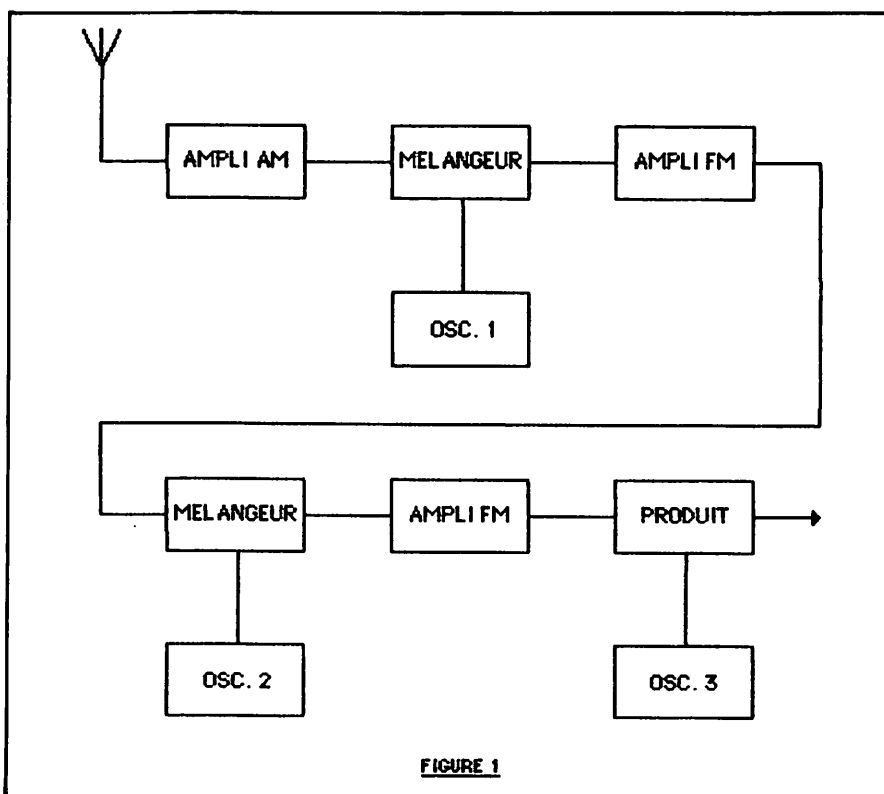 AMPLI AM MELANGEUR AMPLI FM
OSC. 1
MELANGEUR AMPLI FM PRODUIT
OSC. 2 OSC. 3
FIGURE 1